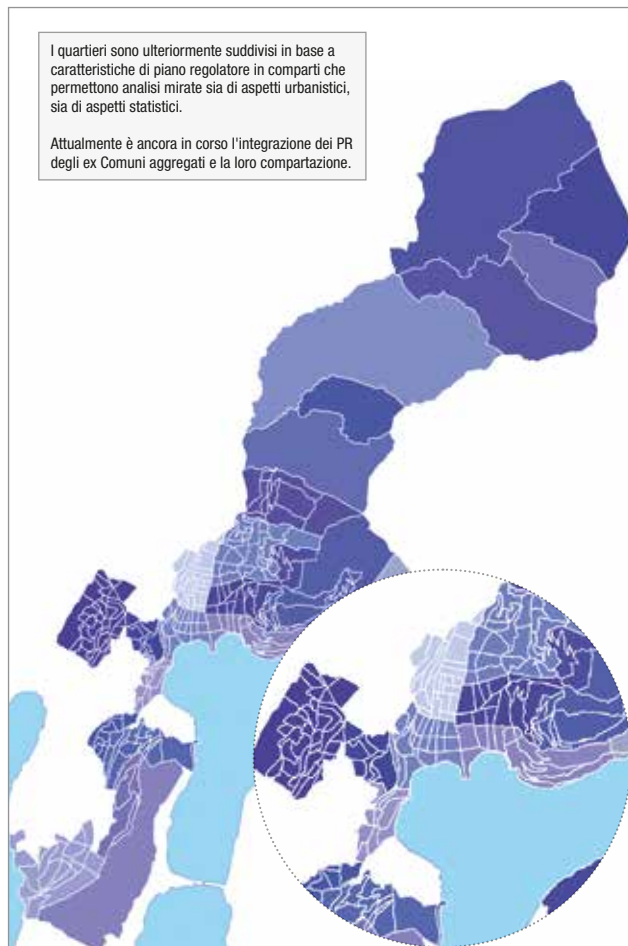 I quartieri sono ulteriormente suddivisi in base a
caratteristiche di piano regolatore in comparti che
permettono analisi mirate sia di aspetti urbanistici,
sia di aspetti statistici.
Attualmente è ancora in corso l'integrazione dei PR
degli ex Comuni aggregati e la loro compartazione.